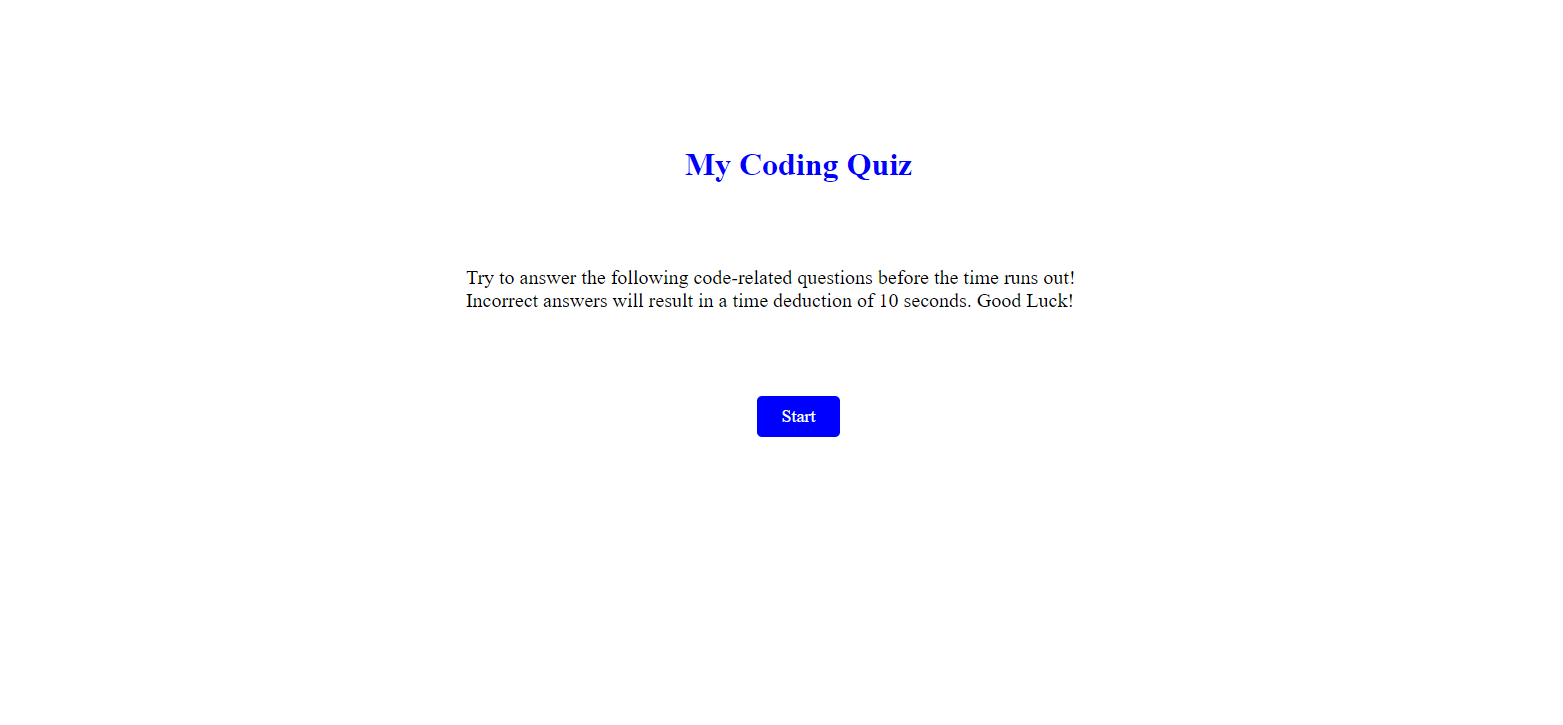 My Coding Quiz
Try to answer the following code-related questions before the time runs out!
Incorrect answers will result in a time deduction of 10 seconds. Good Luck!
Start